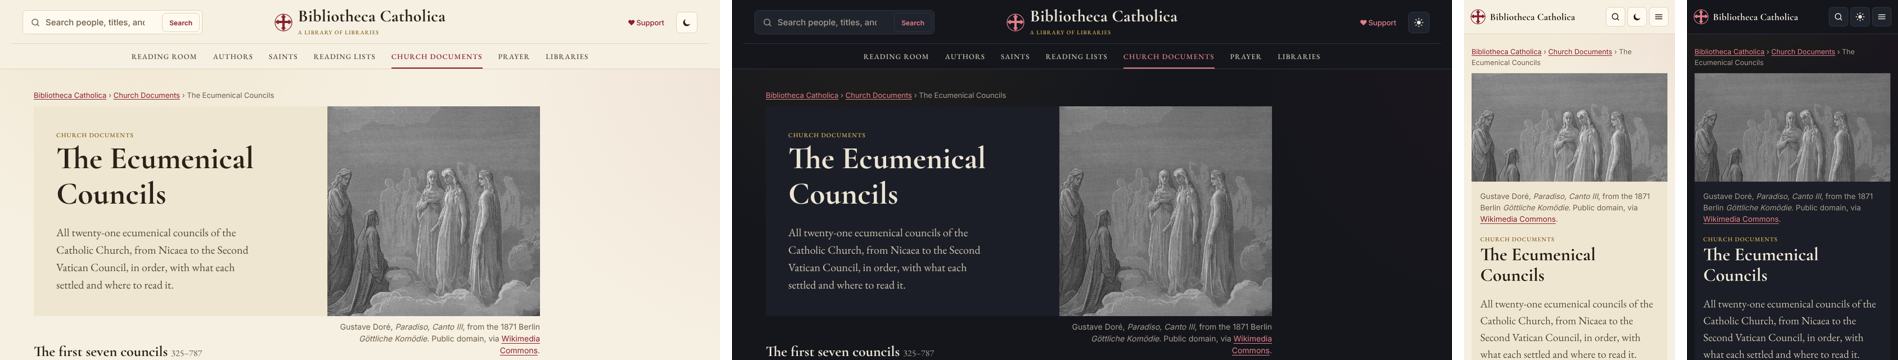 Search people, titles, and
Search
Bibliotheca Catholica
A LIBRARY OF LIBRARIES
Support
READING ROOM
AUTHORS
SAINTS
READING LISTS
CHURCH DOCUMENTS
PRAYER
LIBRARIES
Bibliotheca Catholica › Church Documents › The Ecumenical Councils
CHURCH DOCUMENTS
The Ecumenical
Councils
All twenty-one ecumenical councils of the
Catholic Church, from Nicaea to the Second
Vatican Council, in order, with what each
settled and where to read it.
Gustave Doré, Paradiso, Canto III, from the 1871 Berlin
Göttliche Komödie. Public domain, via Wikimedia
Commons.
The first seven councils 325–787
Search people, titles, and
Search
Bibliotheca Catholica
A LIBRARY OF LIBRARIES
Support
READING ROOM
AUTHORS
SAINTS
READING LISTS
CHURCH DOCUMENTS
PRAYER
LIBRARIES
Bibliotheca Catholica › Church Documents › The Ecumenical Councils
CHURCH DOCUMENTS
The Ecumenical
Councils
All twenty-one ecumenical councils of the
Catholic Church, from Nicaea to the Second
Vatican Council, in order, with what each
settled and where to read it.
Gustave Doré, Paradiso, Canto III, from the 1871 Berlin
Göttliche Komödie. Public domain, via Wikimedia
Commons.
The first seven councils 325–787
Bibliotheca Catholica
Bibliotheca Catholica › Church Documents › The
Ecumenical Councils
Gustave Doré, Paradiso, Canto III, from the 1871
Berlin Göttliche Komödie. Public domain, via
Wikimedia Commons.
CHURCH DOCUMENTS
The Ecumenical
Councils
All twenty-one ecumenical councils of the
Catholic Church, from Nicaea to the
Second Vatican Council, in order, with
what each settled and where to read it.
Bibliotheca Catholica
Bibliotheca Catholica › Church Documents › The
Ecumenical Councils
Gustave Doré, Paradiso, Canto III, from the 1871
Berlin Göttliche Komödie. Public domain, via
Wikimedia Commons.
CHURCH DOCUMENTS
The Ecumenical
Councils
All twenty-one ecumenical councils of the
Catholic Church, from Nicaea to the
Second Vatican Council, in order, with
what each settled and where to read it.